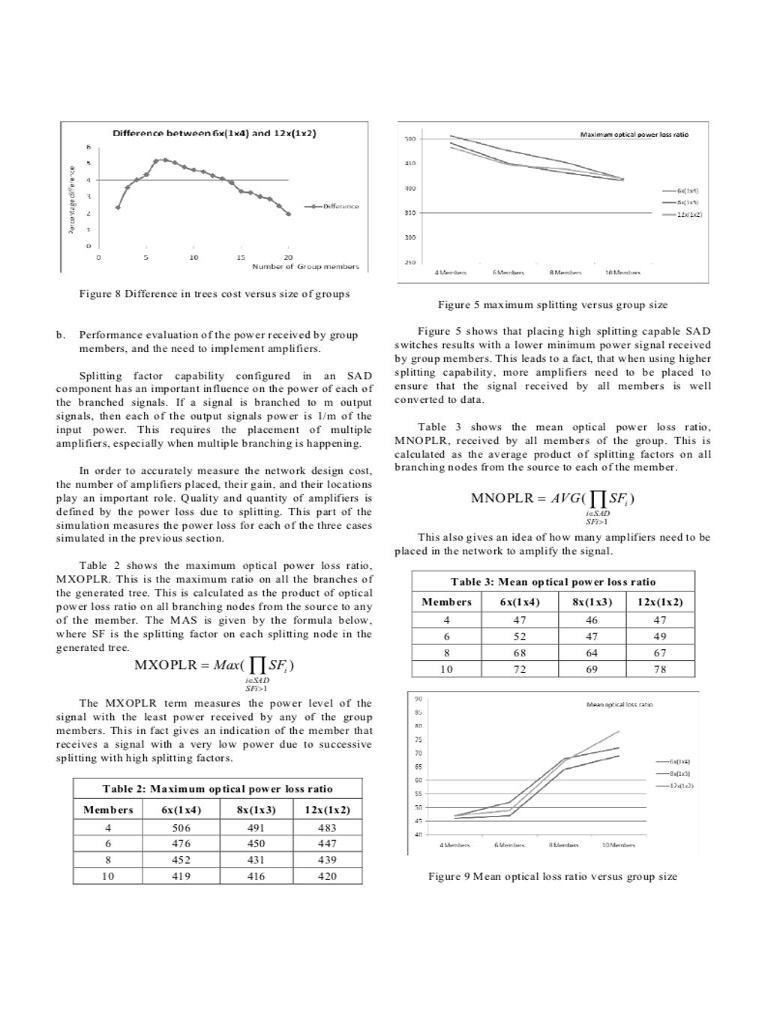 Difference between 6x(1x4) and 12x(1x2)
Percentage difference
6
5
4
3
2
1
0
0 5 10 15 20
Number of Group members
Difference
Figure 8 Difference in trees cost versus size of groups
b. Performance evaluation of the power received by group
members, and the need to implement amplifiers.
Splitting factor capability configured in an SAD
component has an important influence on the power of each of
the branched signals. If a signal is branched to m output
signals, then each of the output signals power is 1/m of the
input power. This requires the placement of multiple
amplifiers, especially when multiple branching is happening.
In order to accurately measure the network design cost,
the number of amplifiers placed, their gain, and their locations
play an important role. Quality and quantity of amplifiers is
defined by the power loss due to splitting. This part of the
simulation measures the power loss for each of the three cases
simulated in the previous section.
Table 2 shows the maximum optical power loss ratio,
MXOPLR. This is the maximum ratio on all the branches of
the generated tree. This is calculated as the product of optical
power loss ratio on all branching nodes from the source to any
of the member. The MAS is given by the formula below,
where SF is the splitting factor on each splitting node in the
generated tree.
MXOPLR = Max( ∏ SFi )
i∈SAD
SFi>1
The MXOPLR term measures the power level of the
signal with the least power received by any of the group
members. This in fact gives an indication of the member that
receives a signal with a very low power due to successive
splitting with high splitting factors.
Table 2: Maximum optical power loss ratio
Members 6x(1x4) 8x(1x3) 12x(1x2)
4 506 491 483
6 476 450 447
8 452 431 439
10 419 416 420
Maximum optical power loss ratio
500
450
400
350
300
250
4 Members 6 Members 8 Members 10 Members
6x(1x4)
8x(1x3)
12x(1x2)
Figure 5 maximum splitting versus group size
Figure 5 shows that placing high splitting capable SAD
switches results with a lower minimum power signal received
by group members. This leads to a fact, that when using higher
splitting capability, more amplifiers need to be placed to
ensure that the signal received by all members is well
converted to data.
Table 3 shows the mean optical power loss ratio,
MNOPLR, received by all members of the group. This is
calculated as the average product of splitting factors on all
branching nodes from the source to each of the member.
MNOPLR = AVG( ∏ SFi )
i∈SAD
SFi>1
This also gives an idea of how many amplifiers need to be
placed in the network to amplify the signal.
Table 3: Mean optical power loss ratio
Members 6x(1x4) 8x(1x3) 12x(1x2)
4 47 46 47
6 52 47 49
8 68 64 67
10 72 69 78
Mean optical loss ratio
90
85
80
75
70
65
60
55
50
45
40
4 Members 6 Members 8 Members 10 Members
6x(1x4)
8x(1x3)
12x(1x2)
Figure 9 Mean optical loss ratio versus group size